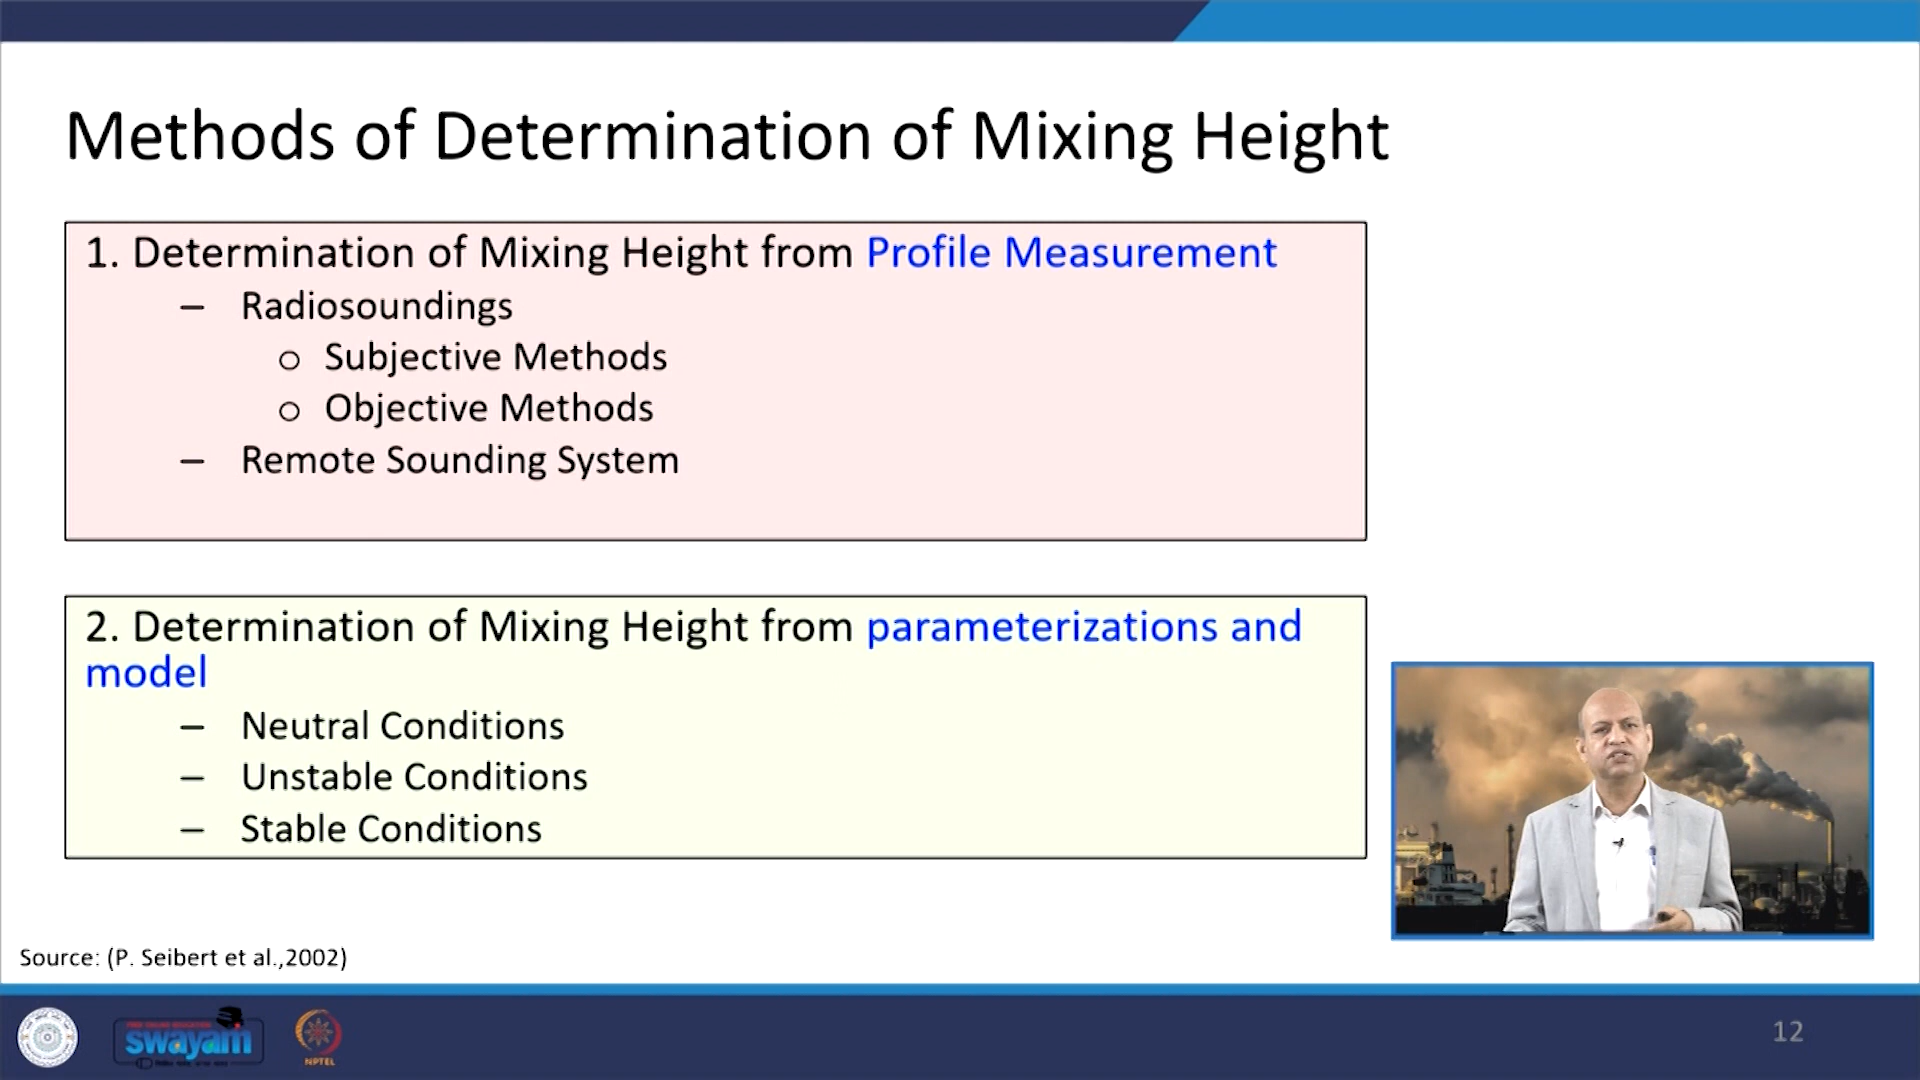 Methods of Determination of Mixing Height
1. Determination of Mixing Height from Profile Measurement
– Radiosoundings
o Subjective Methods
o Objective Methods
– Remote Sounding System
2. Determination of Mixing Height from parameterizations and
model
– Neutral Conditions
– Unstable Conditions
– Stable Conditions
Source: (P. Seibert et al.,2002)
swayam
NPTEL
12